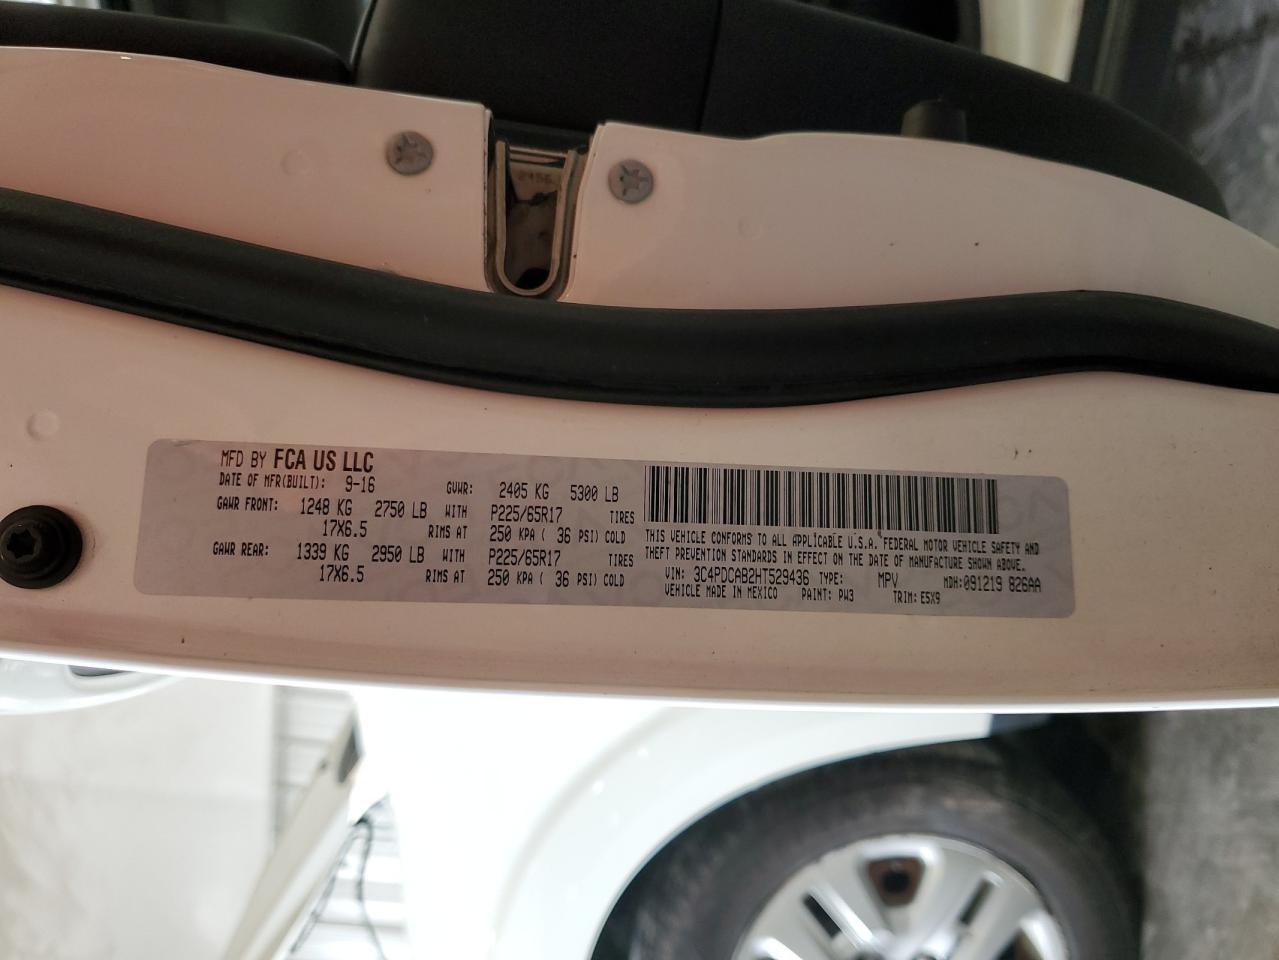 2456
MFD BY FCA US LLC
DATE OF MFR(BUILT): 9-16 GVWR: 2405 KG 5300 LB
GAWR FRONT: 1248 KG 2750 LB WITH P225/65R17 TIRES
17X6.5 RIMS AT 250 KPA ( 36 PSI) COLD
GAWR REAR: 1339 KG 2950 LB WITH P225/65R17 TIRES
17X6.5 RIMS AT 250 KPA ( 36 PSI) COLD
THIS VEHICLE CONFORMS TO ALL APPLICABLE U.S.A. FEDERAL MOTOR VEHICLE SAFETY AND
THEFT PREVENTION STANDARDS IN EFFECT ON THE DATE OF MANUFACTURE SHOWN ABOVE.
VIN: 3C4PDCAB2HT529436 TYPE: MPV MDH: 091219 826AA
VEHICLE MADE IN MEXICO PAINT: PW3 TRIM: E5X9